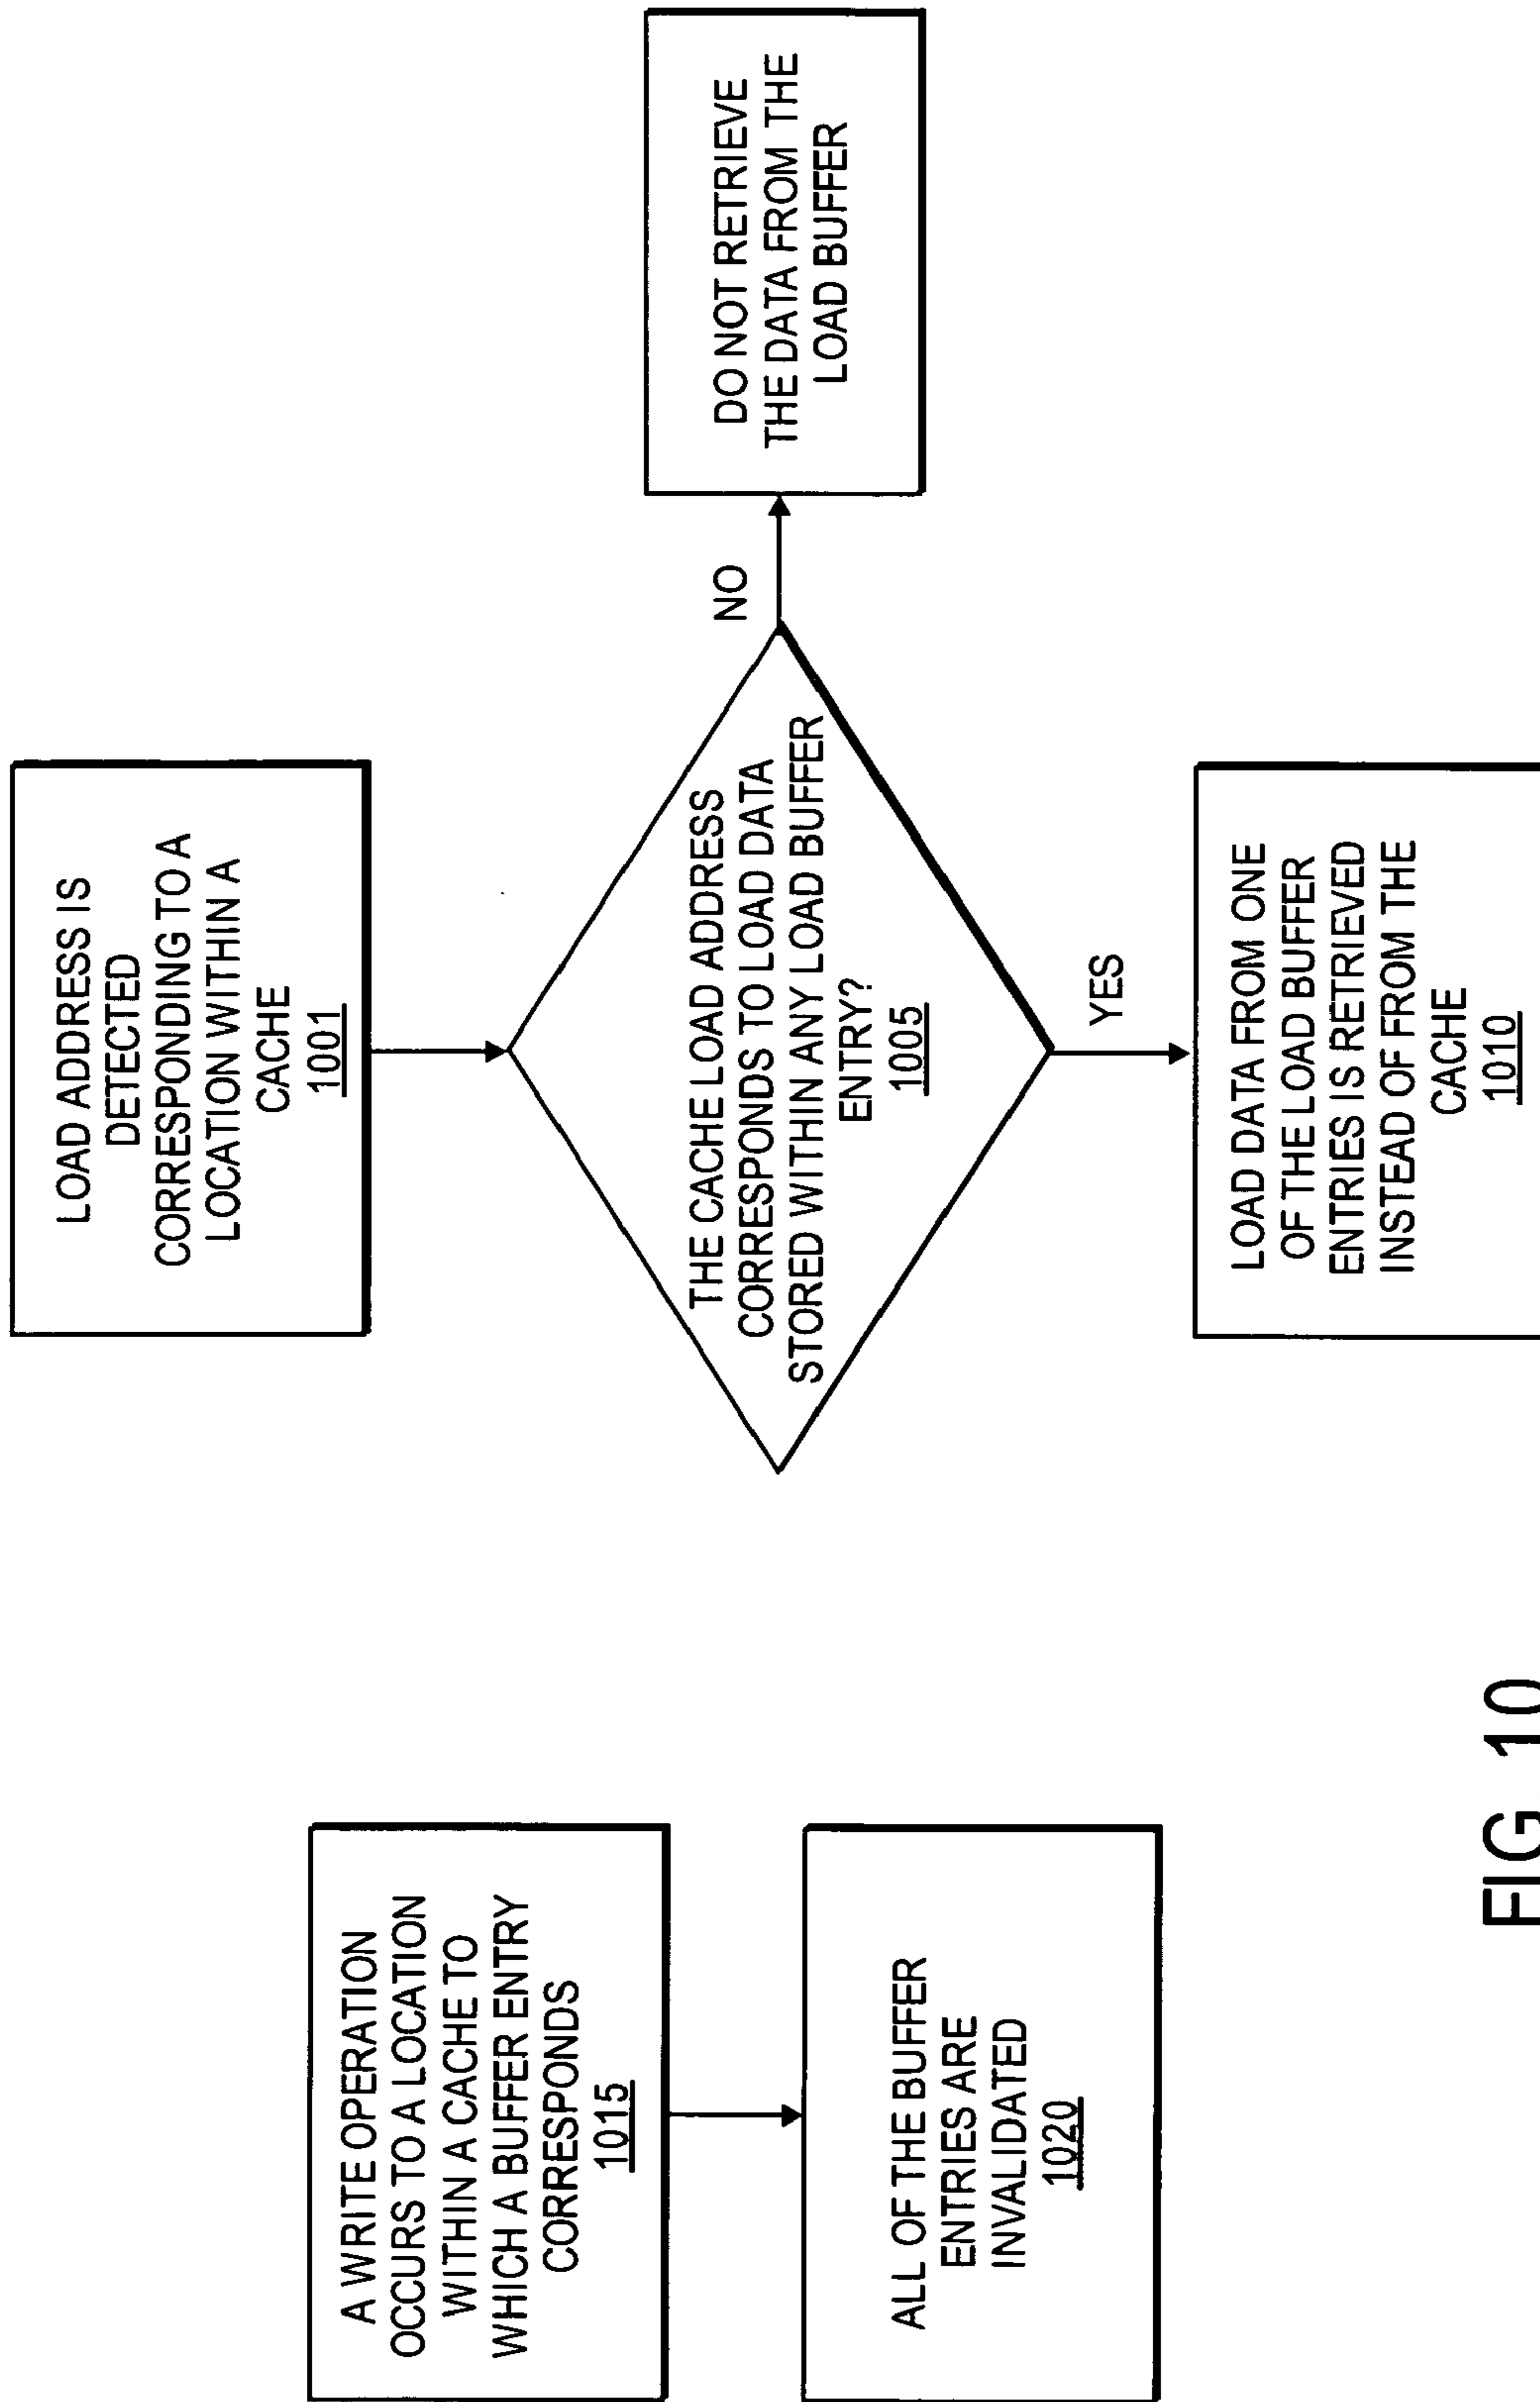 A WRITE OPERATION
OCCURS TO A LOCATION
WITHIN A CACHE TO
WHICH A BUFFER ENTRY
CORRESPONDS
1015
ALL OF THE BUFFER
ENTRIES ARE
INVALIDATED
1020
LOAD ADDRESS IS
DETECTED
CORRESPONDING TO A
LOCATION WITHIN A
CACHE
1001
THE CACHE LOAD ADDRESS
CORRESPONDS TO LOAD DATA
STORED WITHIN ANY LOAD BUFFER
ENTRY?
1005
NO
DO NOT RETRIEVE
THE DATA FROM THE
LOAD BUFFER
YES
LOAD DATA FROM ONE
OF THE LOAD BUFFER
ENTRIES IS RETRIEVED
INSTEAD OF FROM THE
CACHE
1010
FIG. 10